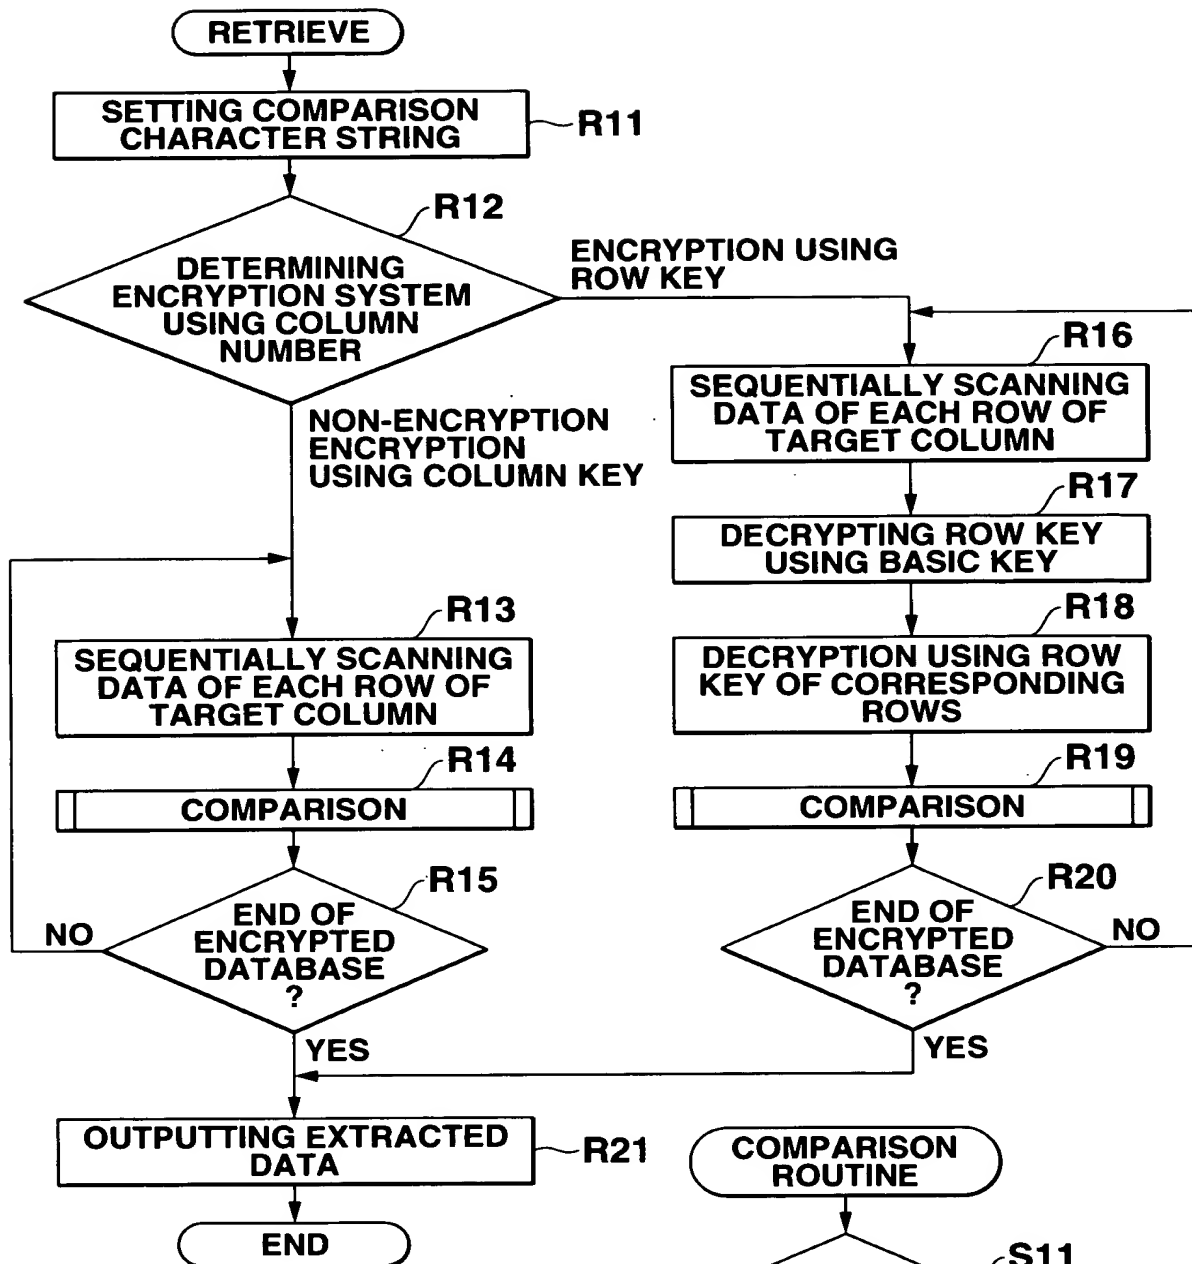 RETRIEVE
SETTING COMPARISON
CHARACTER STRING
R11
R12
DETERMINING
ENCRYPTION SYSTEM
USING COLUMN
NUMBER
ENCRYPTION USING
ROW KEY
NON-ENCRYPTION
ENCRYPTION
USING COLUMN KEY
R13
SEQUENTIALLY SCANNING
DATA OF EACH ROW OF
TARGET COLUMN
R14
COMPARISON
R15
END OF
ENCRYPTED
DATABASE
?
NO
YES
R16
SEQUENTIALLY SCANNING
DATA OF EACH ROW OF
TARGET COLUMN
R17
DECRYPTING ROW KEY
USING BASIC KEY
R18
DECRYPTION USING ROW
KEY OF CORRESPONDING
ROWS
R19
COMPARISON
R20
END OF
ENCRYPTED
DATABASE
?
NO
YES
OUTPUTTING EXTRACTED
DATA
R21
END
COMPARISON
ROUTINE
S11